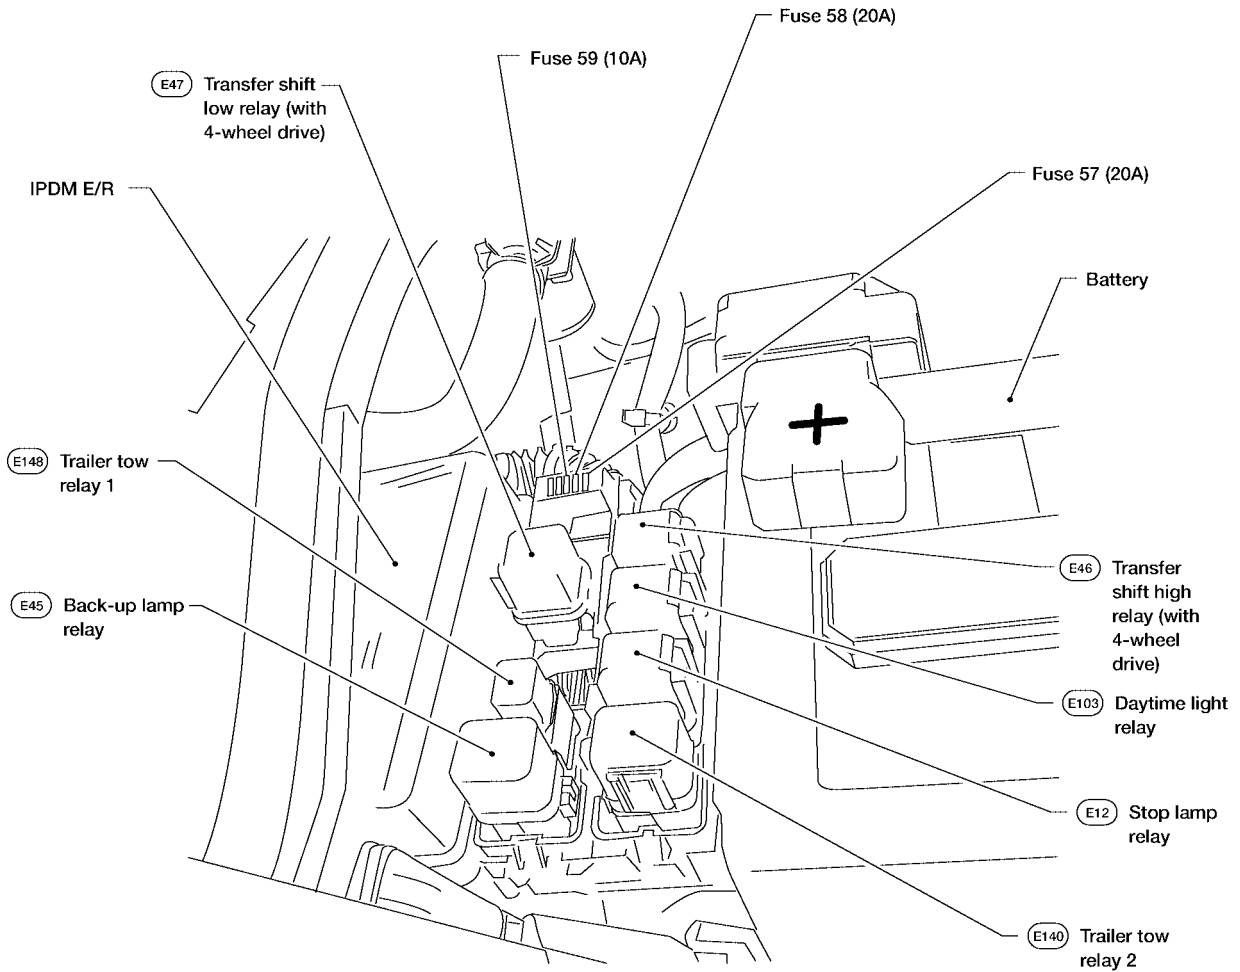 Fuse 58 (20A)
Fuse 59 (10A)
E47 Transfer shift
low relay (with
4-wheel drive)
Fuse 57 (20A)
IPDM E/R
Battery
E148 Trailer tow
relay 1
E46 Transfer
shift high
relay (with
4-wheel
drive)
E45 Back-up lamp
relay
E103 Daytime light
relay
E12 Stop lamp
relay
E140 Trailer tow
relay 2